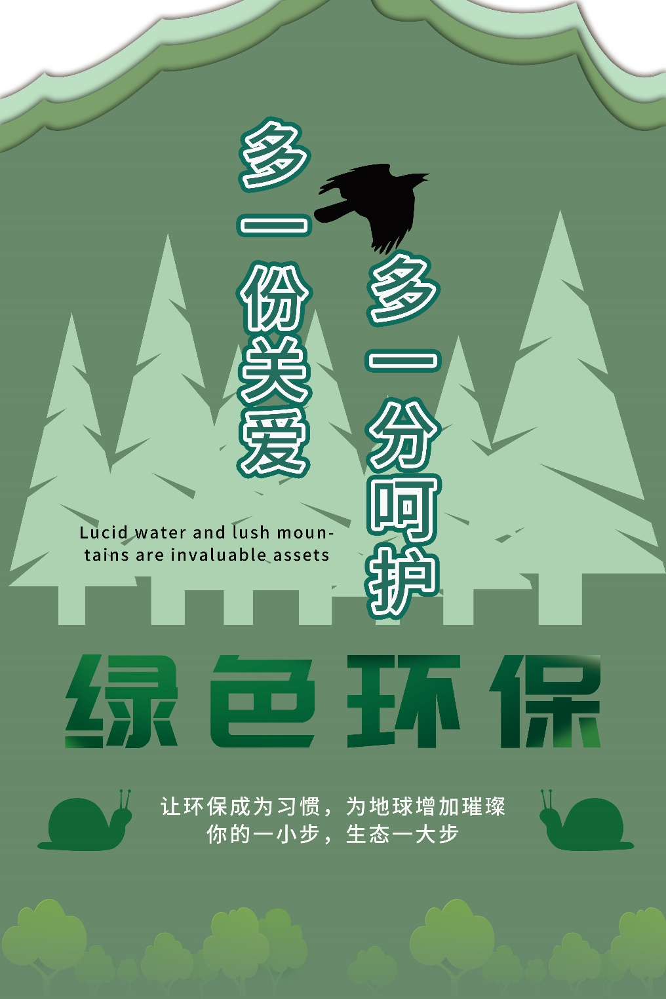 多一份关爱
多一分呵护
Lucid water and lush moun-
tains are invaluable assets
绿色环保
让环保成为习惯，为地球增加璀璨
你的一小步，生态一大步